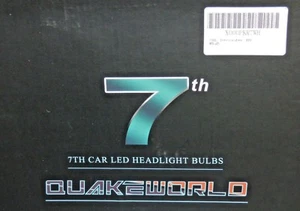 7th
7TH CAR LED HEADLIGHT BULBS
QUAKEWORLD